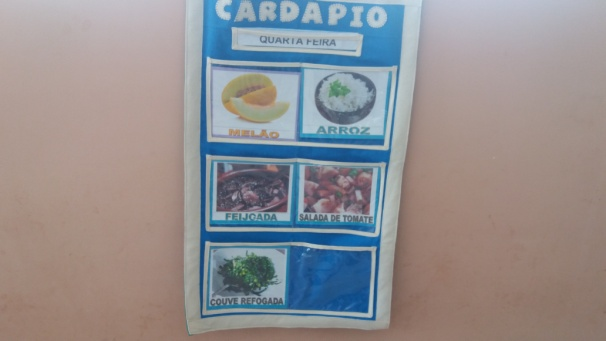 CARDAPIO
QUARTA FEIRA
MELÃO
ARROZ
FEIJOADA
SALADA DE TOMATE
COUVE REFOGADA